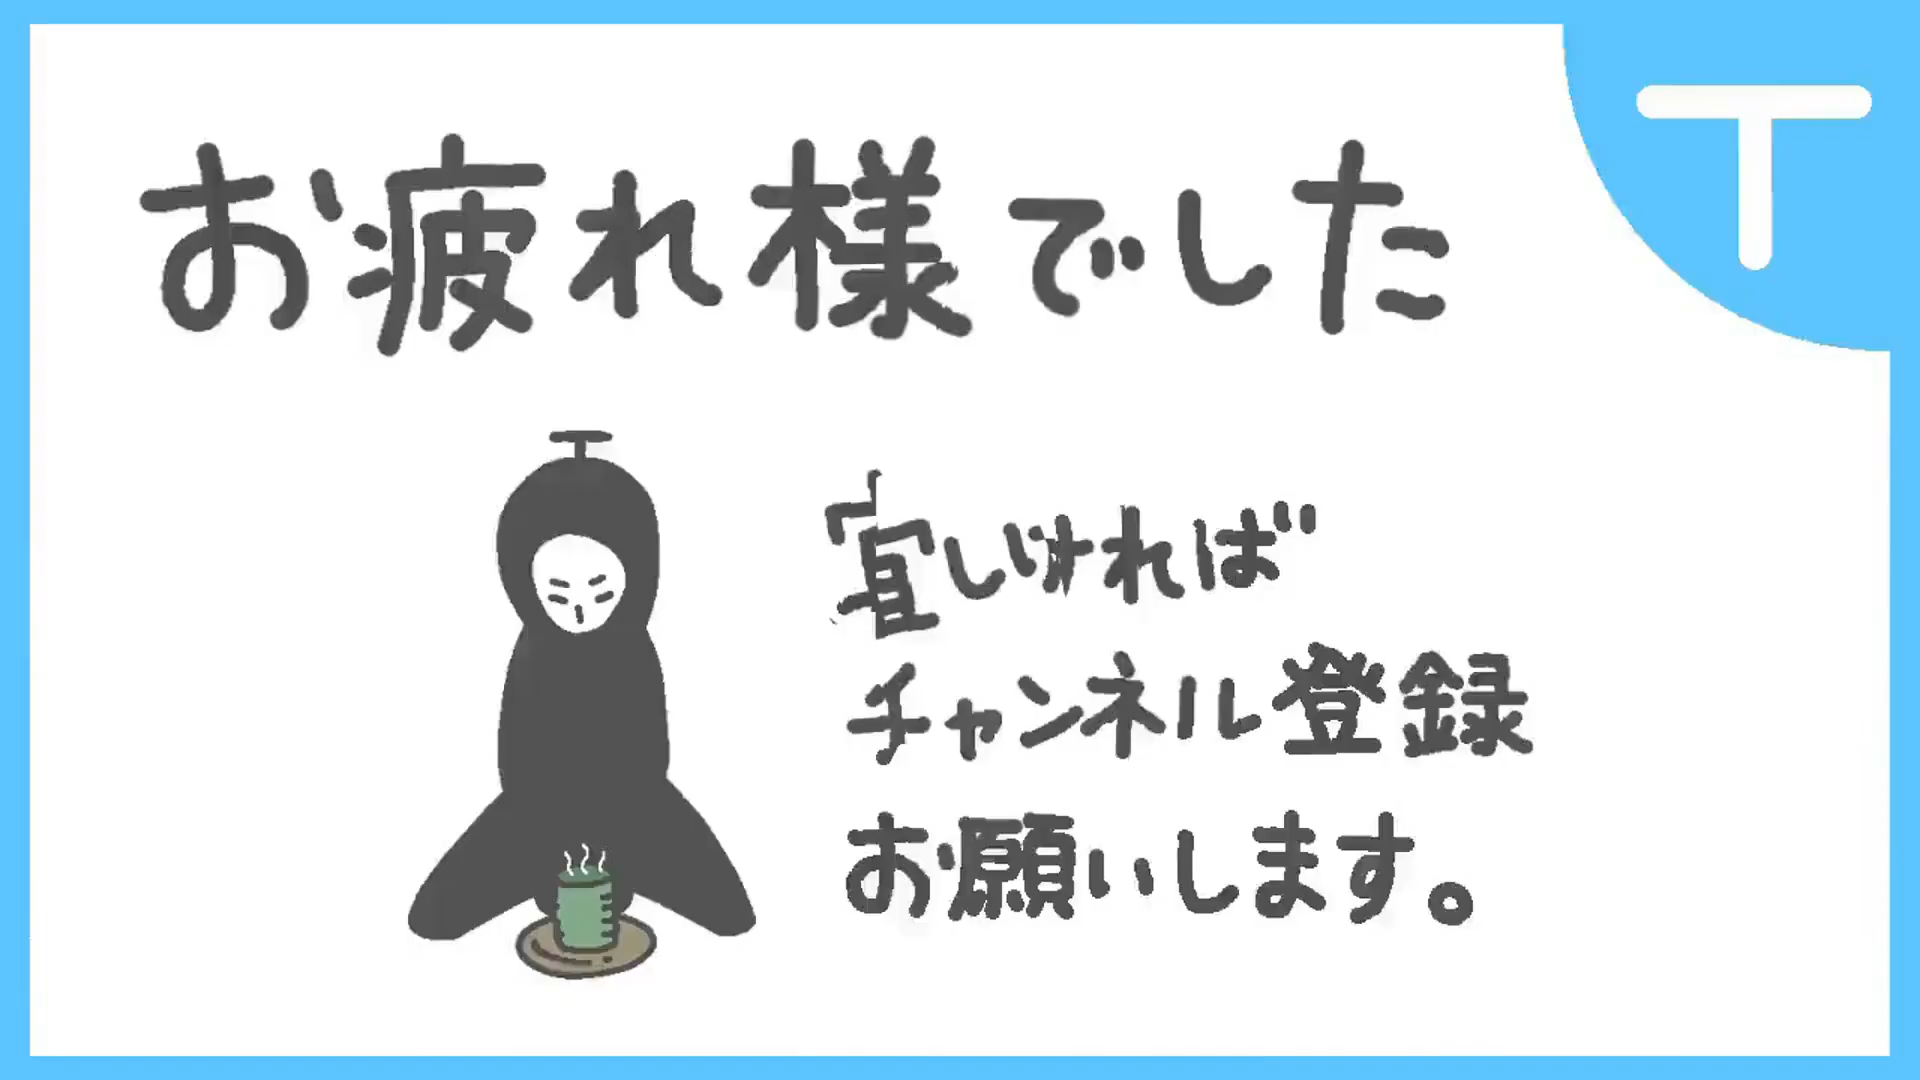 お疲れ様でした
T
宜しければ
チャンネル登録
お願いします。